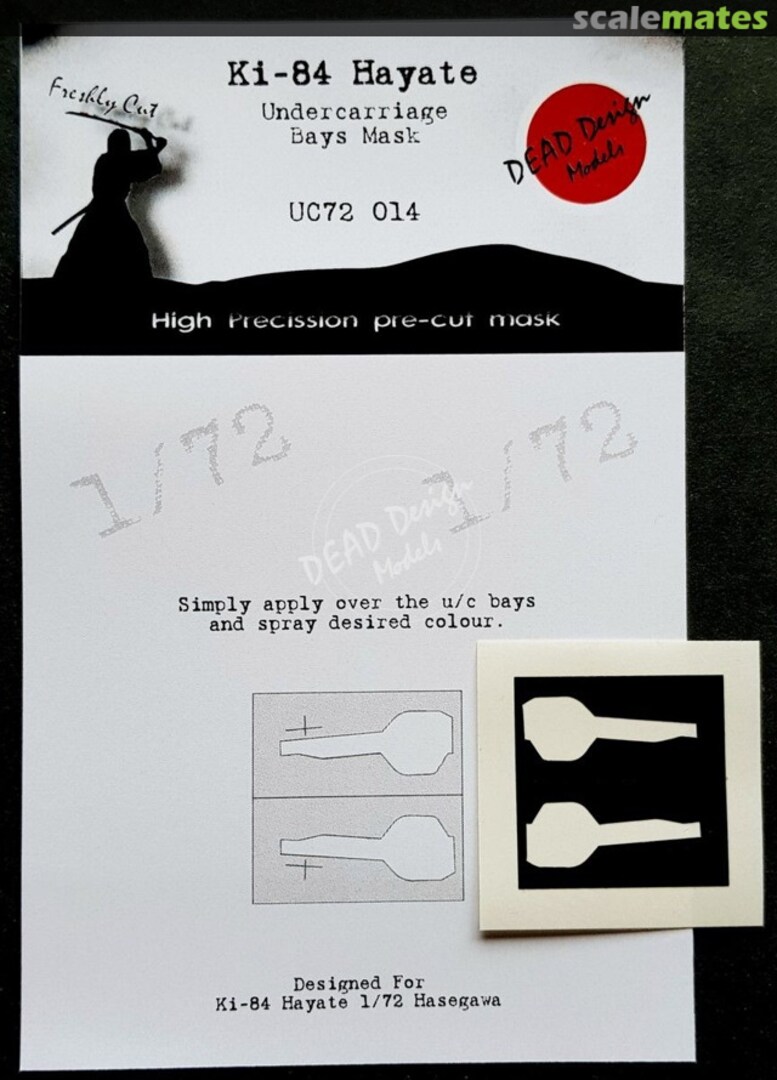 scalemates
Ki-84 Hayate
Freshly Cut
Undercarriage
Bays Mask
DEAD Design
Models
UC72 014
High Precission pre-cut mask
1/72 1/72
DEAD Design
Models
Simply apply over the u/c bays
and spray desired colour.
Designed For
Ki-84 Hayate 1/72 Hasegawa